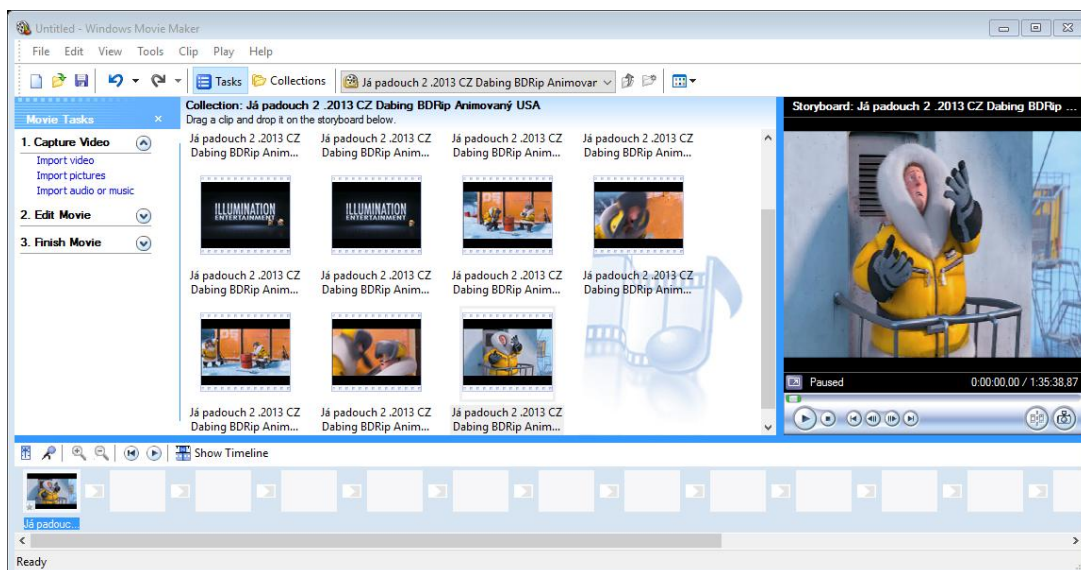 Untitled - Windows Movie Maker
File Edit View Tools Clip Play Help
Tasks Collections Já padouch 2 .2013 CZ Dabing BDRip Animovar
Movie Tasks
1. Capture Video
Import video
Import pictures
Import audio or music
2. Edit Movie
3. Finish Movie
Collection: Já padouch 2 .2013 CZ Dabing BDRip Animovaný USA
Drag a clip and drop it on the storyboard below.
Já padouch 2 .2013 CZ Já padouch 2 .2013 CZ Já padouch 2 .2013 CZ Já padouch 2 .2013 CZ
Dabing BDRip Anim... Dabing BDRip Anim... Dabing BDRip Anim... Dabing BDRip Anim...
ILLUMINATION ILLUMINATION
ENTERTAINMENT ENTERTAINMENT
Já padouch 2 .2013 CZ Já padouch 2 .2013 CZ Já padouch 2 .2013 CZ Já padouch 2 .2013 CZ
Dabing BDRip Anim... Dabing BDRip Anim... Dabing BDRip Anim... Dabing BDRip Anim...
Já padouch 2 .2013 CZ Já padouch 2 .2013 CZ Já padouch 2 .2013 CZ
Dabing BDRip Anim... Dabing BDRip Anim... Dabing BDRip Anim...
Storyboard: Já padouch 2 .2013 CZ Dabing BDRip ...
Paused 0:00:00,00 / 1:35:38,87
Show Timeline
Já padouc...
Ready